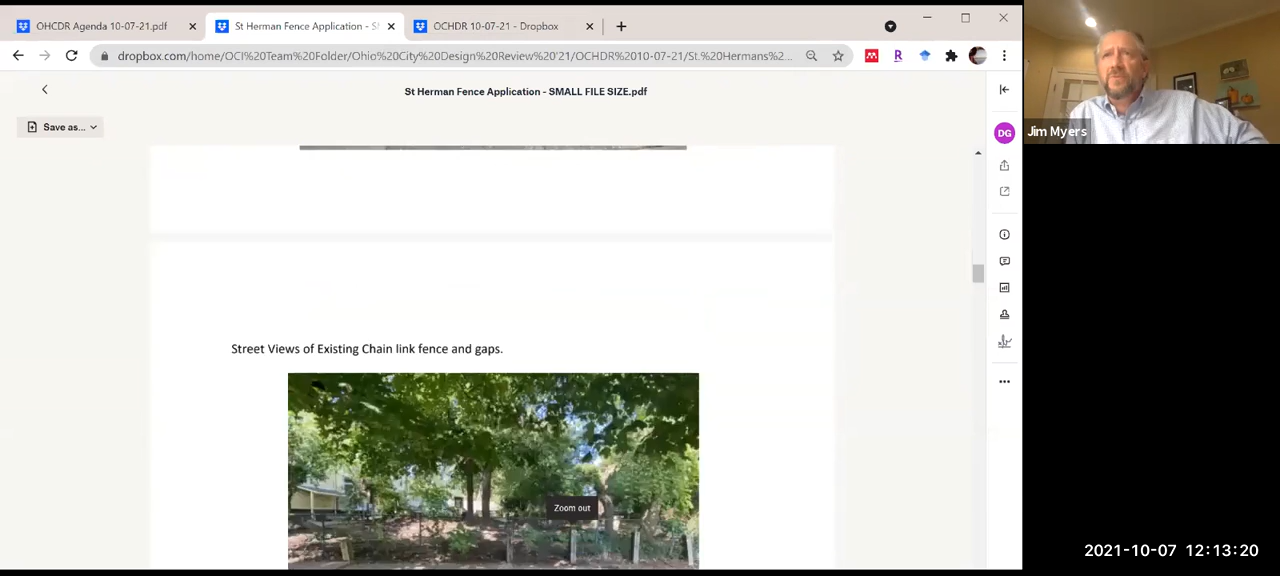 OHCDR Agenda 10-07-21.pdf
St Herman Fence Application - S
OCHDR 10-07-21 - Dropbox
dropbox.com/home/OCI%20Team%20Folder/Ohio%20City%20Design%20Review%20'21/OCHDR%2010-07-21/St.%20Hermans%2...
R
St Herman Fence Application - SMALL FILE SIZE.pdf
Save as...
DG
Jim Myers
Street Views of Existing Chain link fence and gaps.
Zoom out
2021-10-07 12:13:20